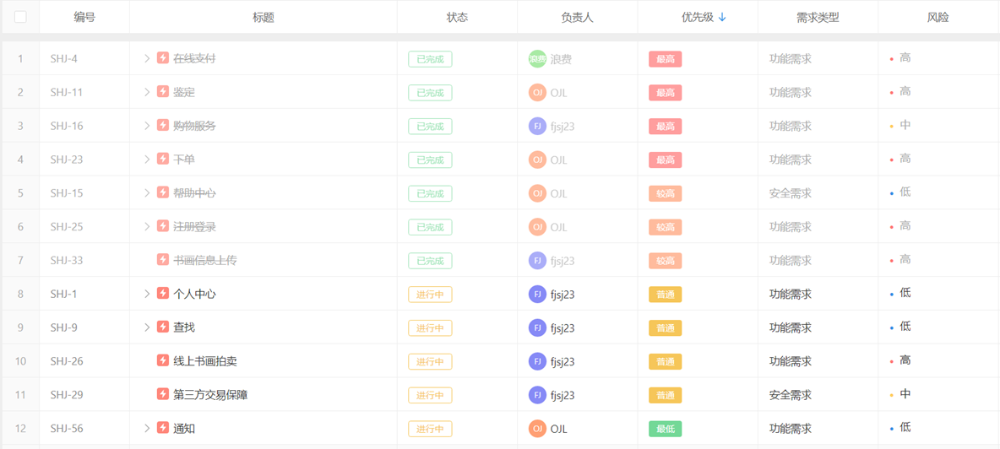 编号 标题 状态 负责人 优先级 需求类型 风险
1 SHJ-4 在线支付 已完成 浪费 浪费 最高 功能需求 高
2 SHJ-11 鉴定 已完成 OJ OJL 最高 功能需求 高
3 SHJ-16 购物服务 已完成 FJ fjsj23 最高 功能需求 中
4 SHJ-23 下单 已完成 OJ OJL 最高 功能需求 高
5 SHJ-15 帮助中心 已完成 OJ OJL 较高 安全需求 低
6 SHJ-25 注册登录 已完成 OJ OJL 较高 功能需求 高
7 SHJ-33 书画信息上传 已完成 FJ fjsj23 较高 功能需求 高
8 SHJ-1 个人中心 进行中 FJ fjsj23 普通 功能需求 低
9 SHJ-9 查找 进行中 FJ fjsj23 普通 功能需求 低
10 SHJ-26 线上书画拍卖 进行中 FJ fjsj23 普通 功能需求 高
11 SHJ-29 第三方交易保障 进行中 FJ fjsj23 普通 安全需求 中
12 SHJ-56 通知 进行中 OJ OJL 最低 功能需求 低